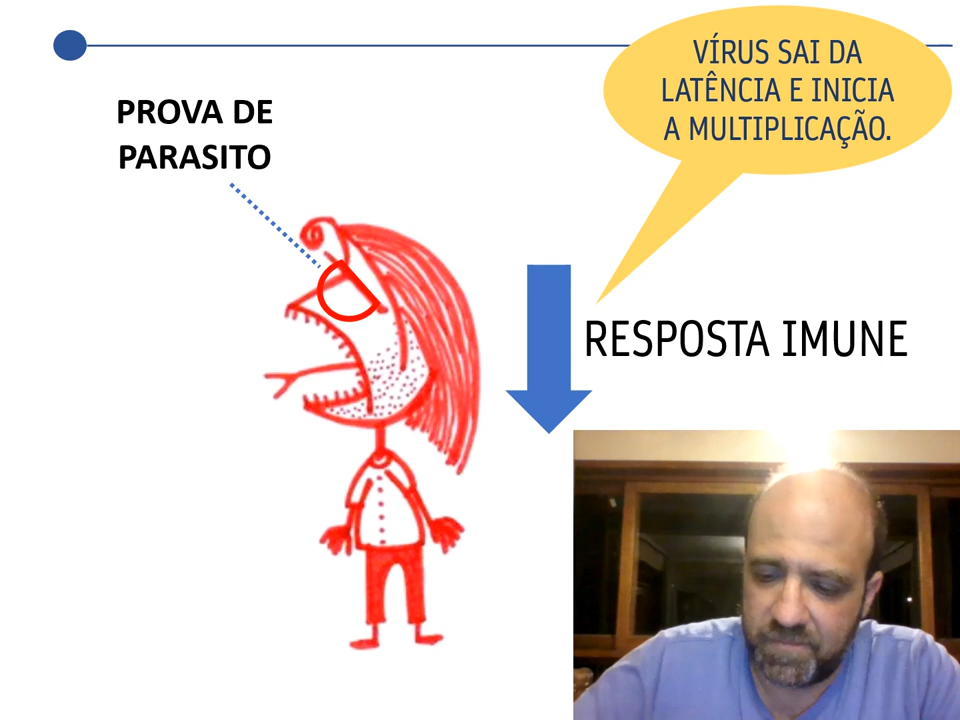 VÍRUS SAI DA
LATÊNCIA E INICIA
A MULTIPLICAÇÃO.
PROVA DE
PARASITO
RESPOSTA IMUNE